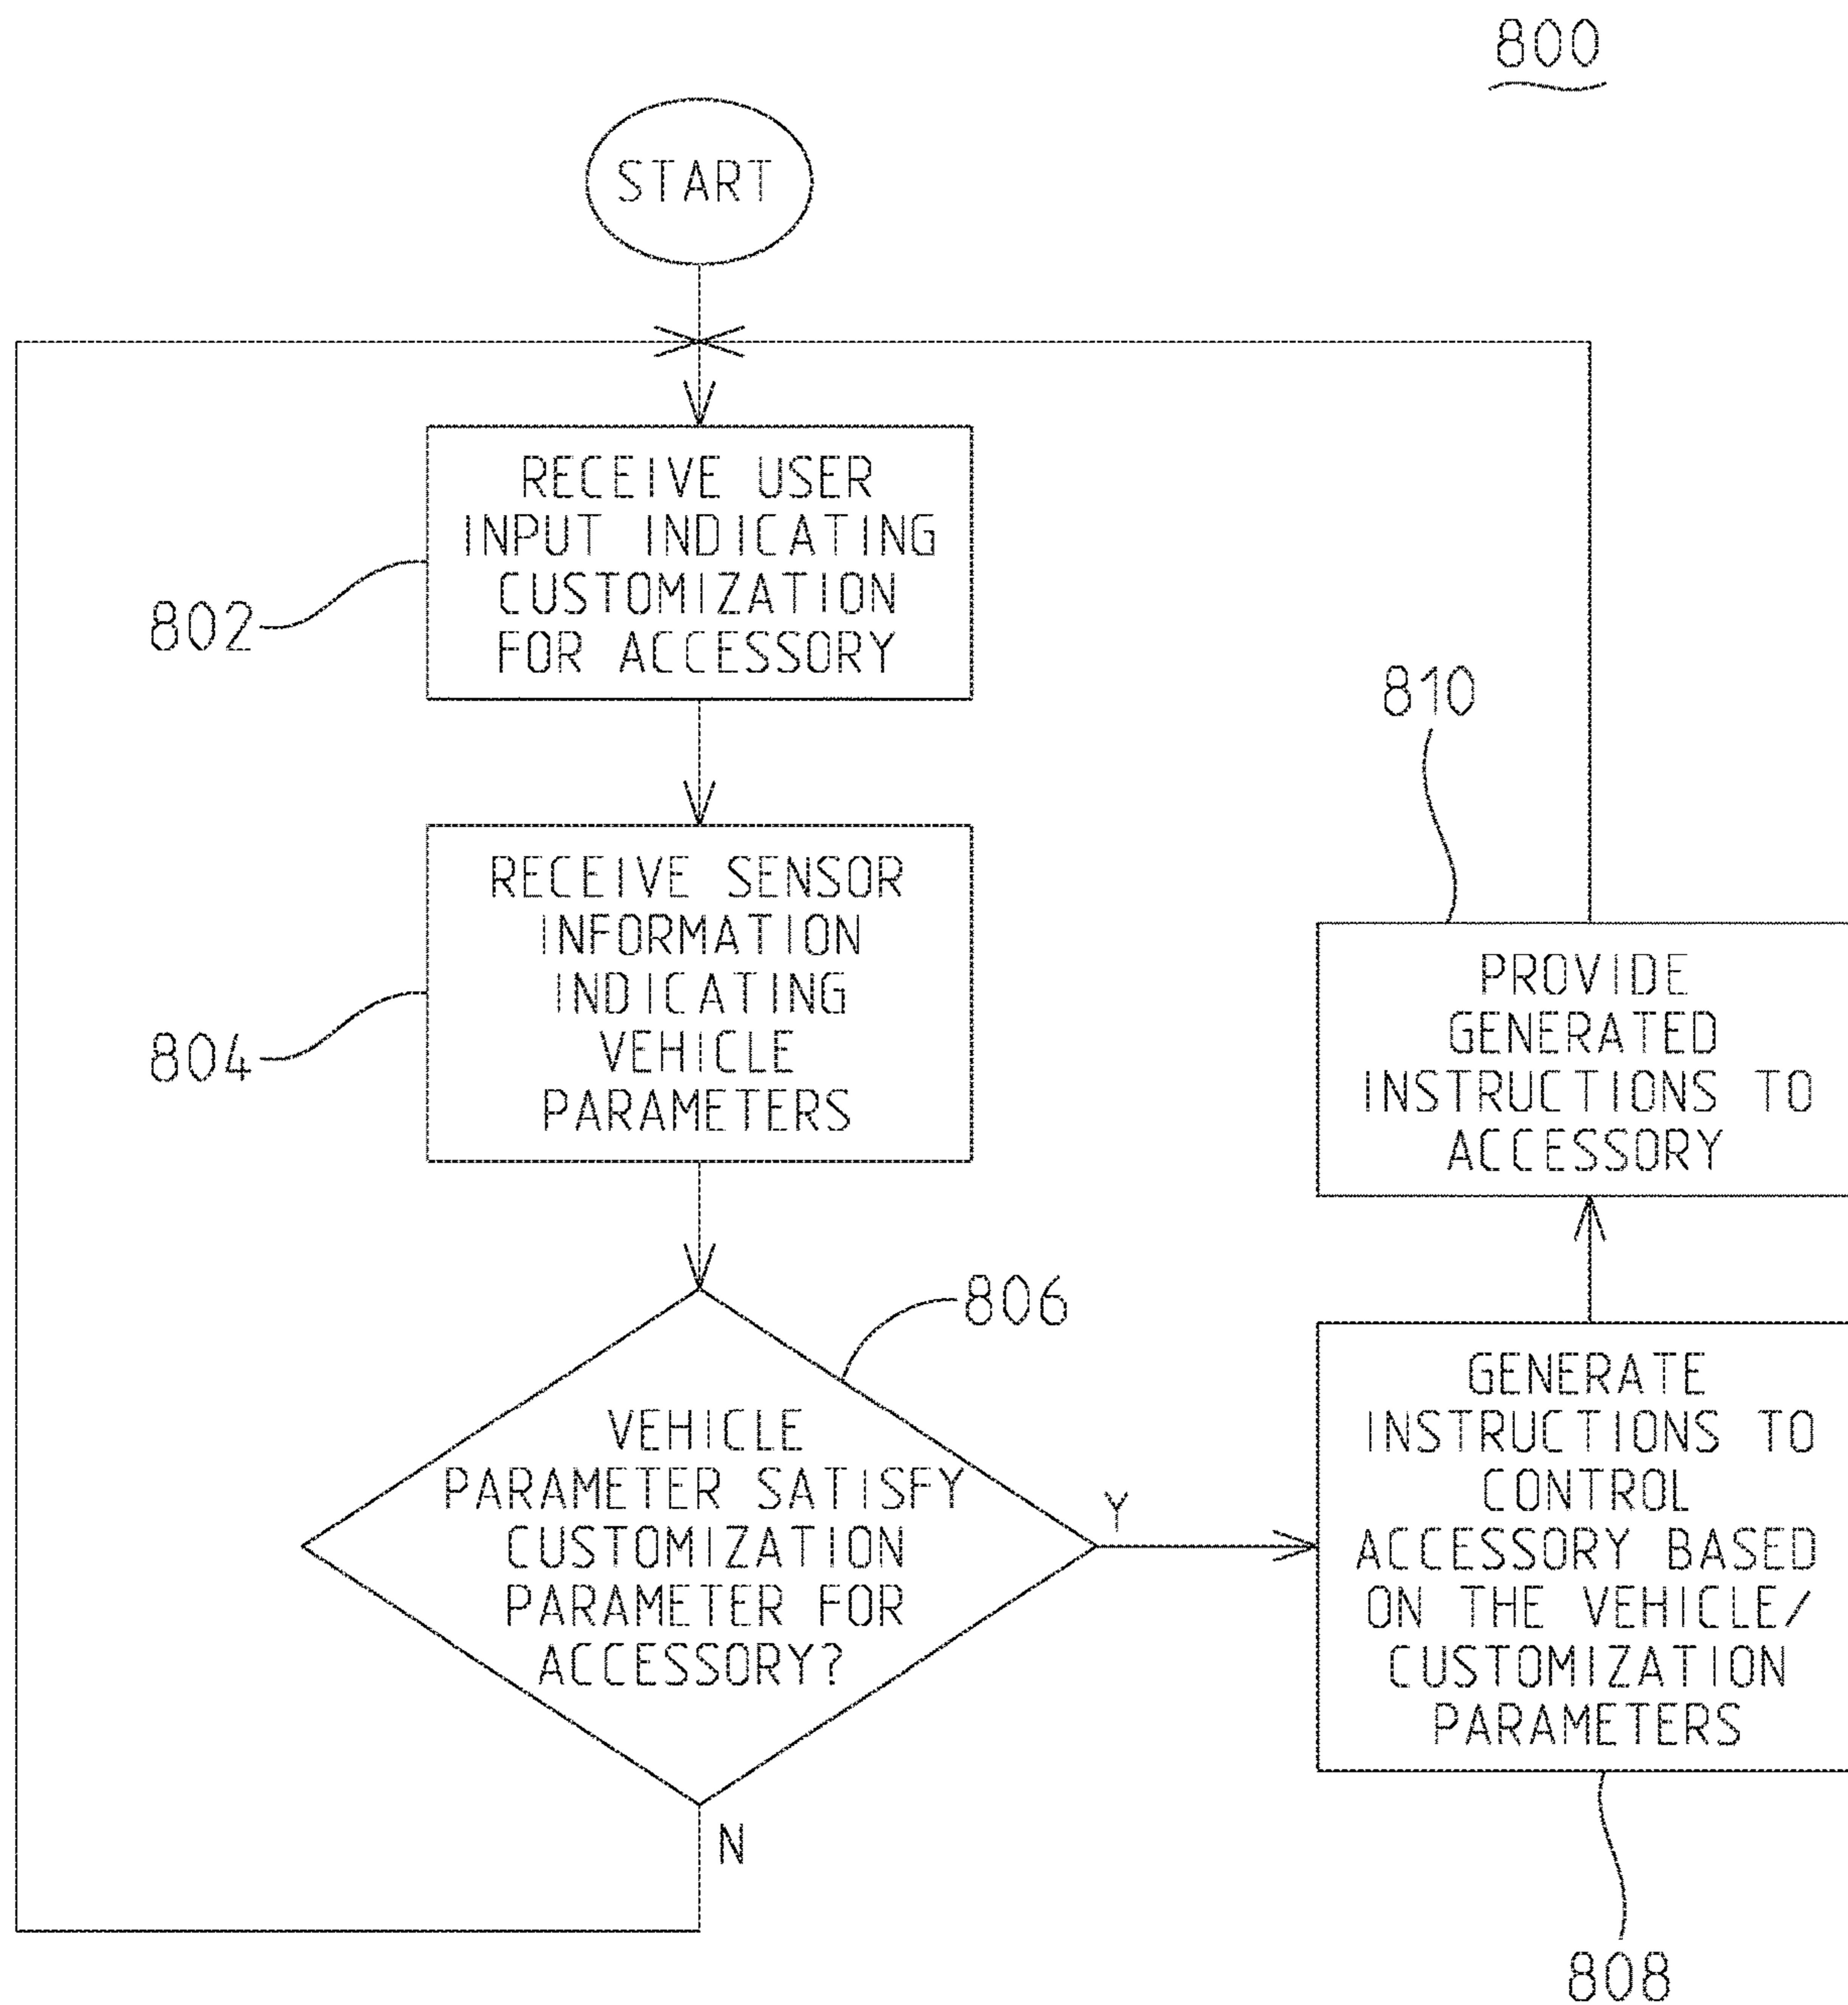 800
START
RECEIVE USER
INPUT INDICATING
CUSTOMIZATION
FOR ACCESSORY
802
RECEIVE SENSOR
INFORMATION
INDICATING
VEHICLE
PARAMETERS
804
806
VEHICLE
PARAMETER SATISFY
CUSTOMIZATION
PARAMETER FOR
ACCESSORY?
Y
N
810
PROVIDE
GENERATED
INSTRUCTIONS TO
ACCESSORY
GENERATE
INSTRUCTIONS TO
CONTROL
ACCESSORY BASED
ON THE VEHICLE/
CUSTOMIZATION
PARAMETERS
808